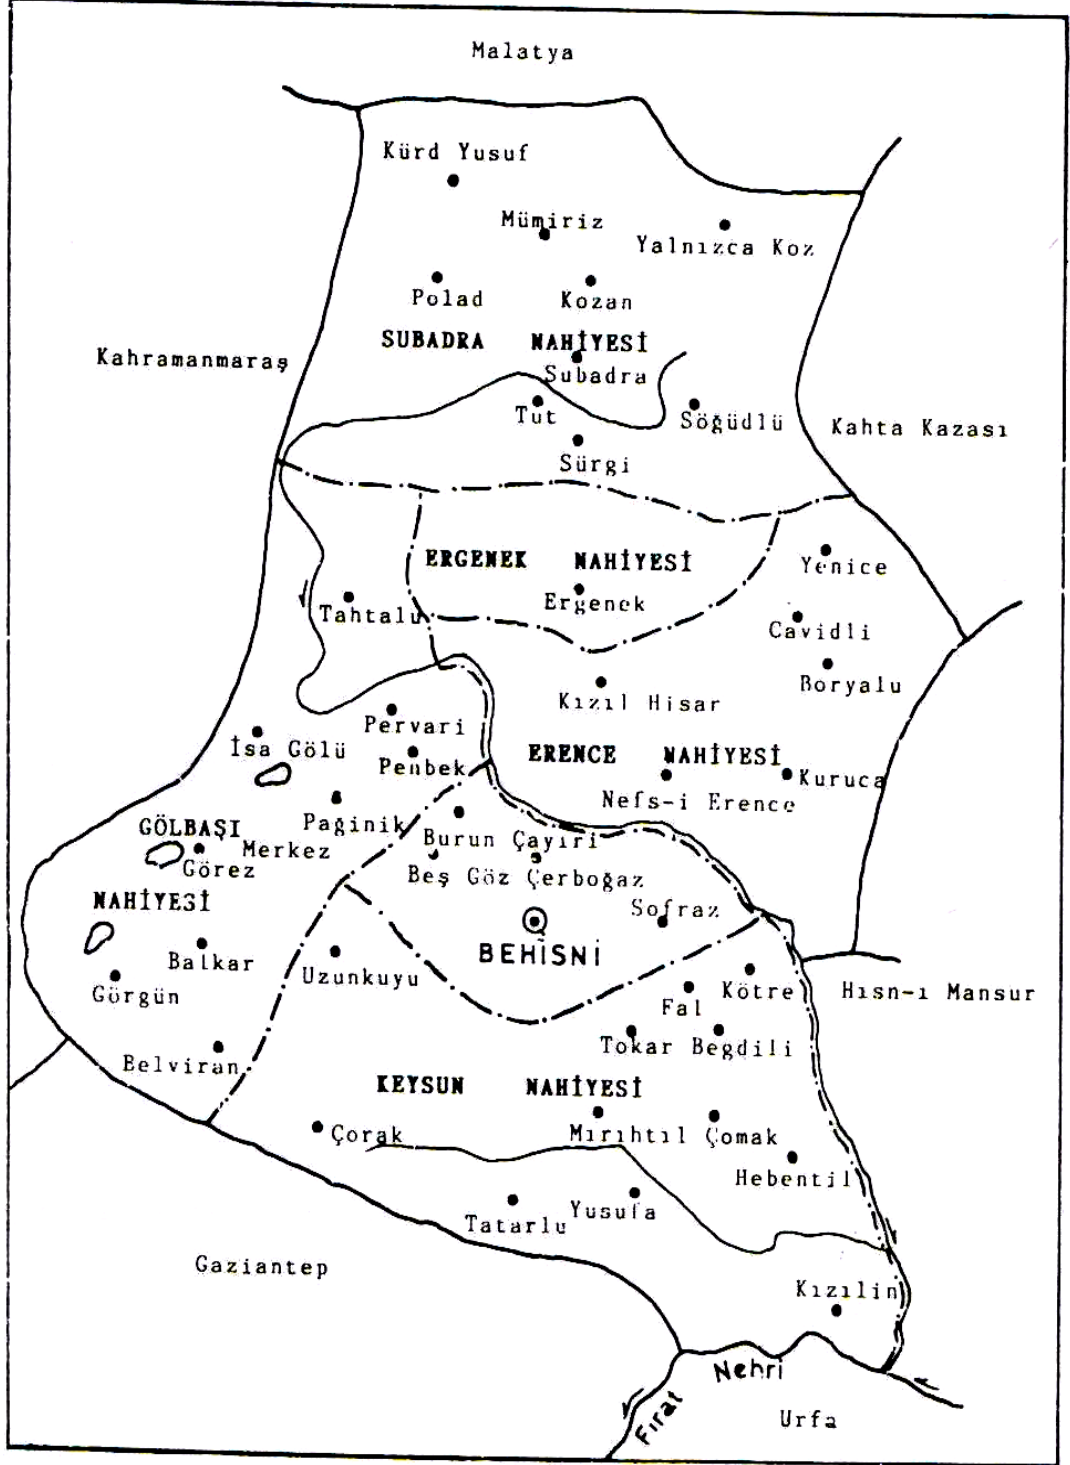 Malatya
Kürd Yusuf
Mümiriz
Yalnızca Koz
Polad
Kozan
SUBADRA NAHİYESİ
Kahramanmaraş
Subadra
Tut
Söğüdlü
Kahta Kazası
Sürgi
ERGENEK NAHİYESİ
Yenice
Ergenek
Tahtalu
Cavidli
Boryalu
Kızıl Hisar
Pervari
İsa Gölü
ERENCE NAHİYESİ
Penbek
Kuruca
Nefs-i Erence
Pağinik
GÖLBAŞI
Merkez
Burun Çayıri
Görez
Beş Göz Çerboğaz
NAHİYESİ
Sofraz
BEHİSNİ
Balkar
Uzunkuyu
Görgün
Kötre
Hısn-ı Mansur
Fal
Tokar Begdili
Belviran
KEYSUN NAHİYESİ
Çorak
Mırıhtıl Çomak
Hebentil
Yusufa
Tatarlu
Gaziantep
Kızılin
Fırat Nehri
Urfa